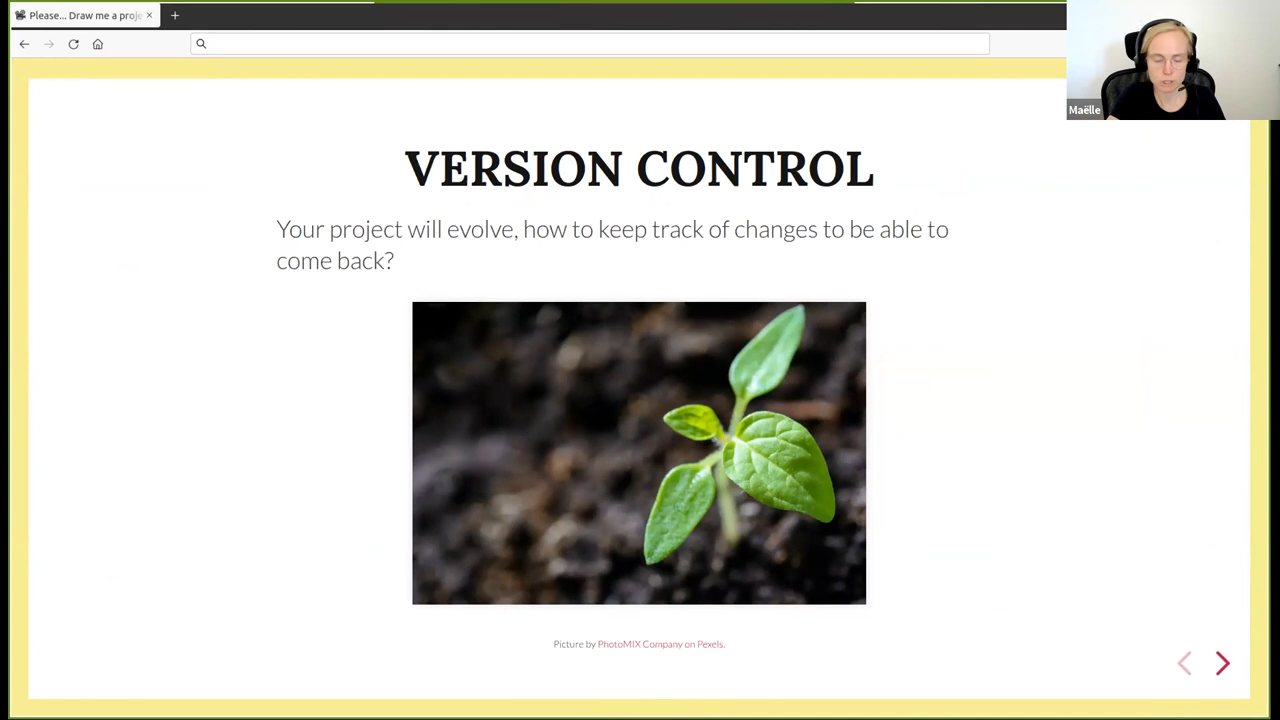 Please... Draw me a proje
Maëlle
VERSION CONTROL
Your project will evolve, how to keep track of changes to be able to
come back?
Picture by PhotoMIX Company on Pexels.